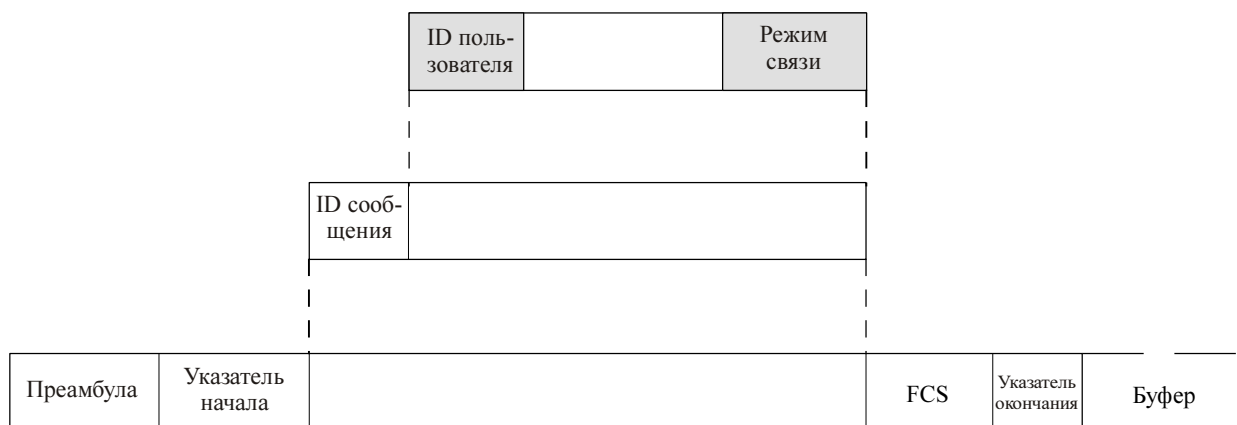 ID поль-
зователя
Режим
связи
ID сооб-
щения
Преамбула
Указатель
начала
FCS
Указатель
окончания
Буфер